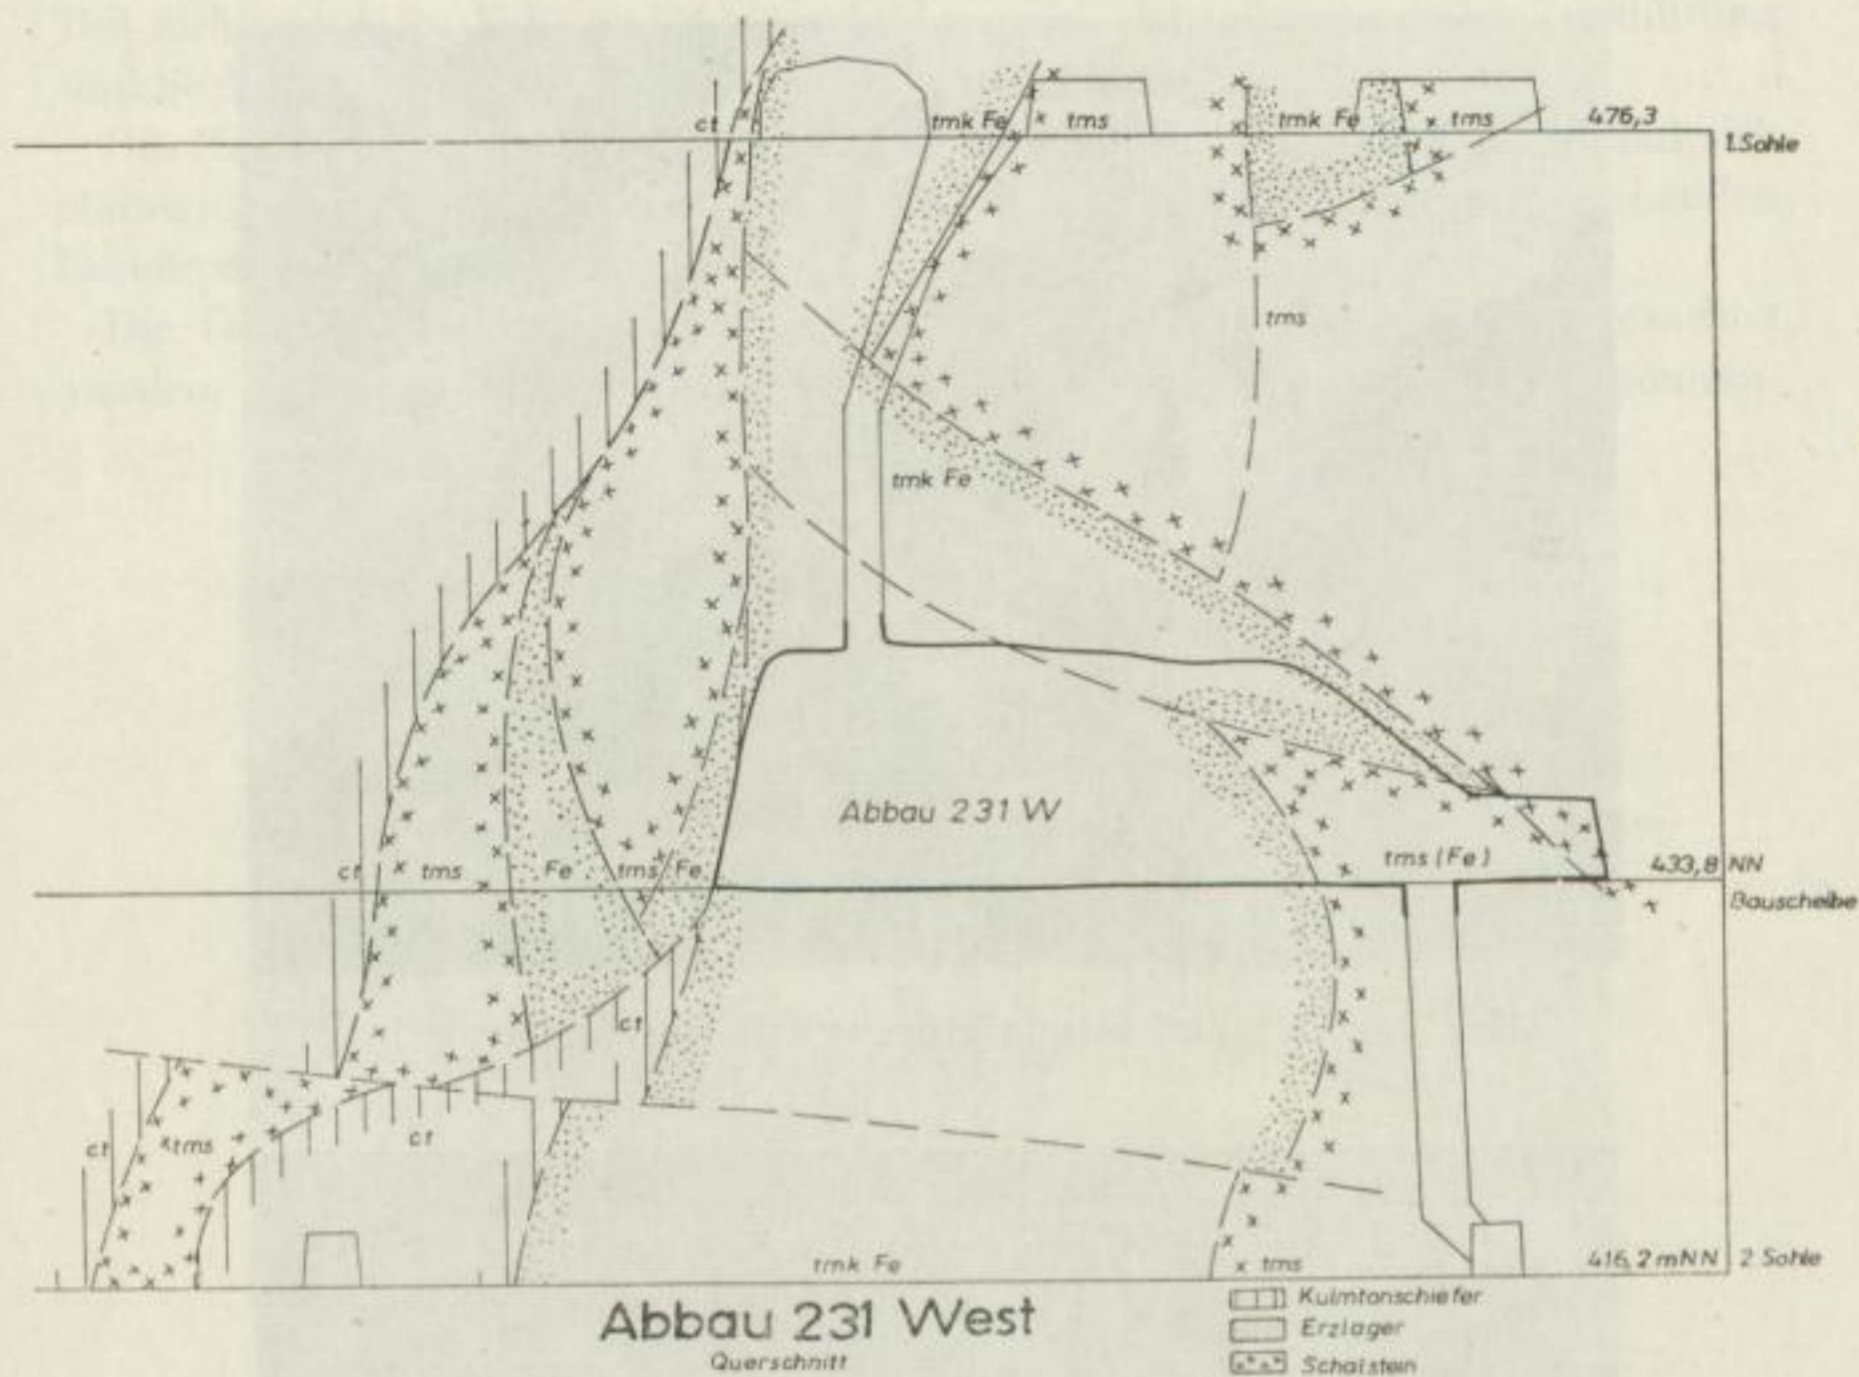 ct tmk Fe tms tmk Fe tms 476,3
1.Sohle
tms
tmk Fe
Abbau 231 W
ct tms Fe tms Fe tms (Fe) 433,8 NN
Bauscheibe
ct
ct tms ct
tmk Fe tms 416,2 mNN 2 Sohle
Abbau 231 West
Querschnitt
Kulmtonschiefer
Erzlager
Schalstein